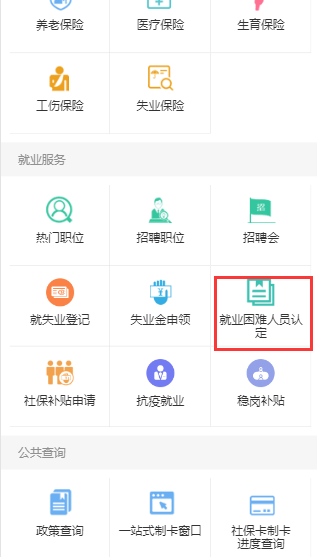 养老保险 医疗保险 生育保险
工伤保险 失业保险
就业服务
热门职位 招聘职位 招聘会
就失业登记 失业金申领 就业困难人员认
定
社保补贴申请 抗疫就业 稳岗补贴
公共查询
政策查询 一站式制卡窗口 社保卡制卡
进度查询